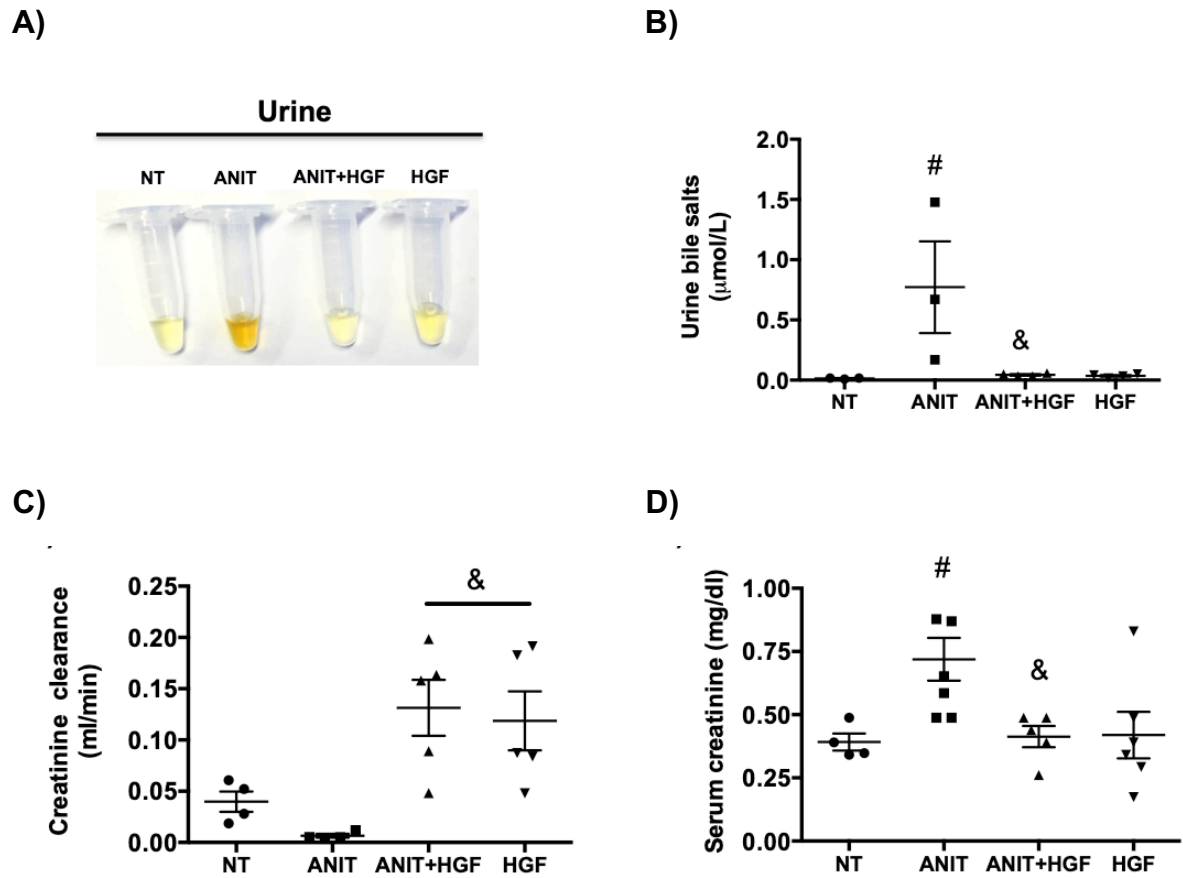 A)
Urine
NT ANIT ANIT+HGF HGF
B)
Urine bile salts
(μmol/L)
2.0
1.5
1.0
0.5
0.0
#
&
NT ANIT ANIT+HGF HGF
C)
Creatinine clearance
(ml/min)
0.25
0.20
0.15
0.10
0.05
0.00
&
NT ANIT ANIT+HGF HGF
D)
Serum creatinine (mg/dl)
1.00
0.75
0.50
0.25
0.00
#
&
NT ANIT ANIT+HGF HGF